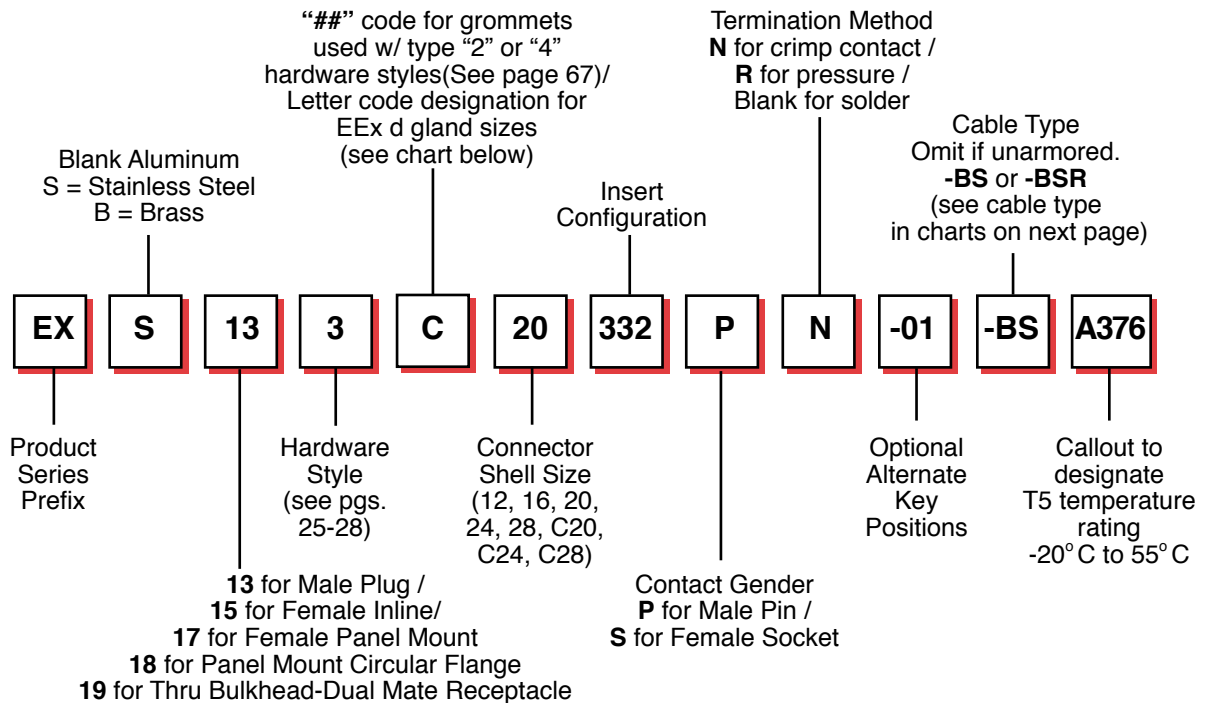 “##” code for grommets
used w/ type “2” or “4”
hardware styles(See page 67)/
Letter code designation for
EEx d gland sizes
(see chart below)
Termination Method
N for crimp contact /
R for pressure /
Blank for solder
Cable Type
Omit if unarmored.
-BS or -BSR
(see cable type
in charts on next page)
Blank Aluminum
S = Stainless Steel
B = Brass
Insert
Configuration
EX S 13 3 C 20 332 P N -01 -BS A376
Product
Series
Prefix
Hardware
Style
(see pgs.
25-28)
Connector
Shell Size
(12, 16, 20,
24, 28, C20,
C24, C28)
Optional
Alternate
Key
Positions
Callout to
designate
T5 temperature
rating
-20° C to 55° C
13 for Male Plug /
15 for Female Inline/
17 for Female Panel Mount
18 for Panel Mount Circular Flange
19 for Thru Bulkhead-Dual Mate Receptacle
Contact Gender
P for Male Pin /
S for Female Socket